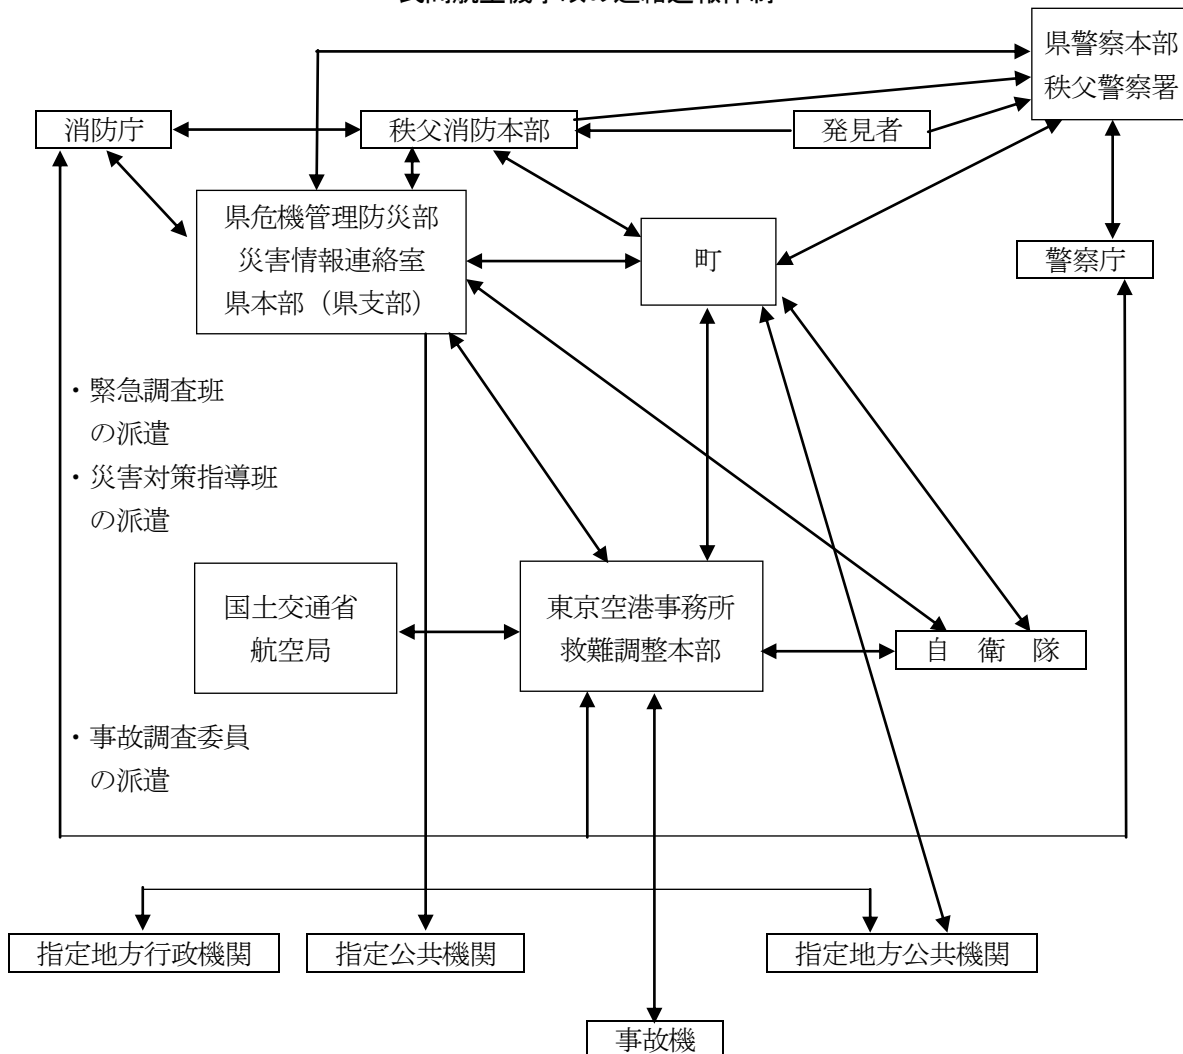 県警察本部
秩父警察署
消防庁
秩父消防本部
発見者
県危機管理防災部
災害情報連絡室
県本部（県支部）
町
警察庁
・緊急調査班
の派遣
・災害対策指導班
の派遣
国土交通省
航空局
東京空港事務所
救難調整本部
自　衛　隊
・事故調査委員
の派遣
指定地方行政機関
指定公共機関
指定地方公共機関
事故機